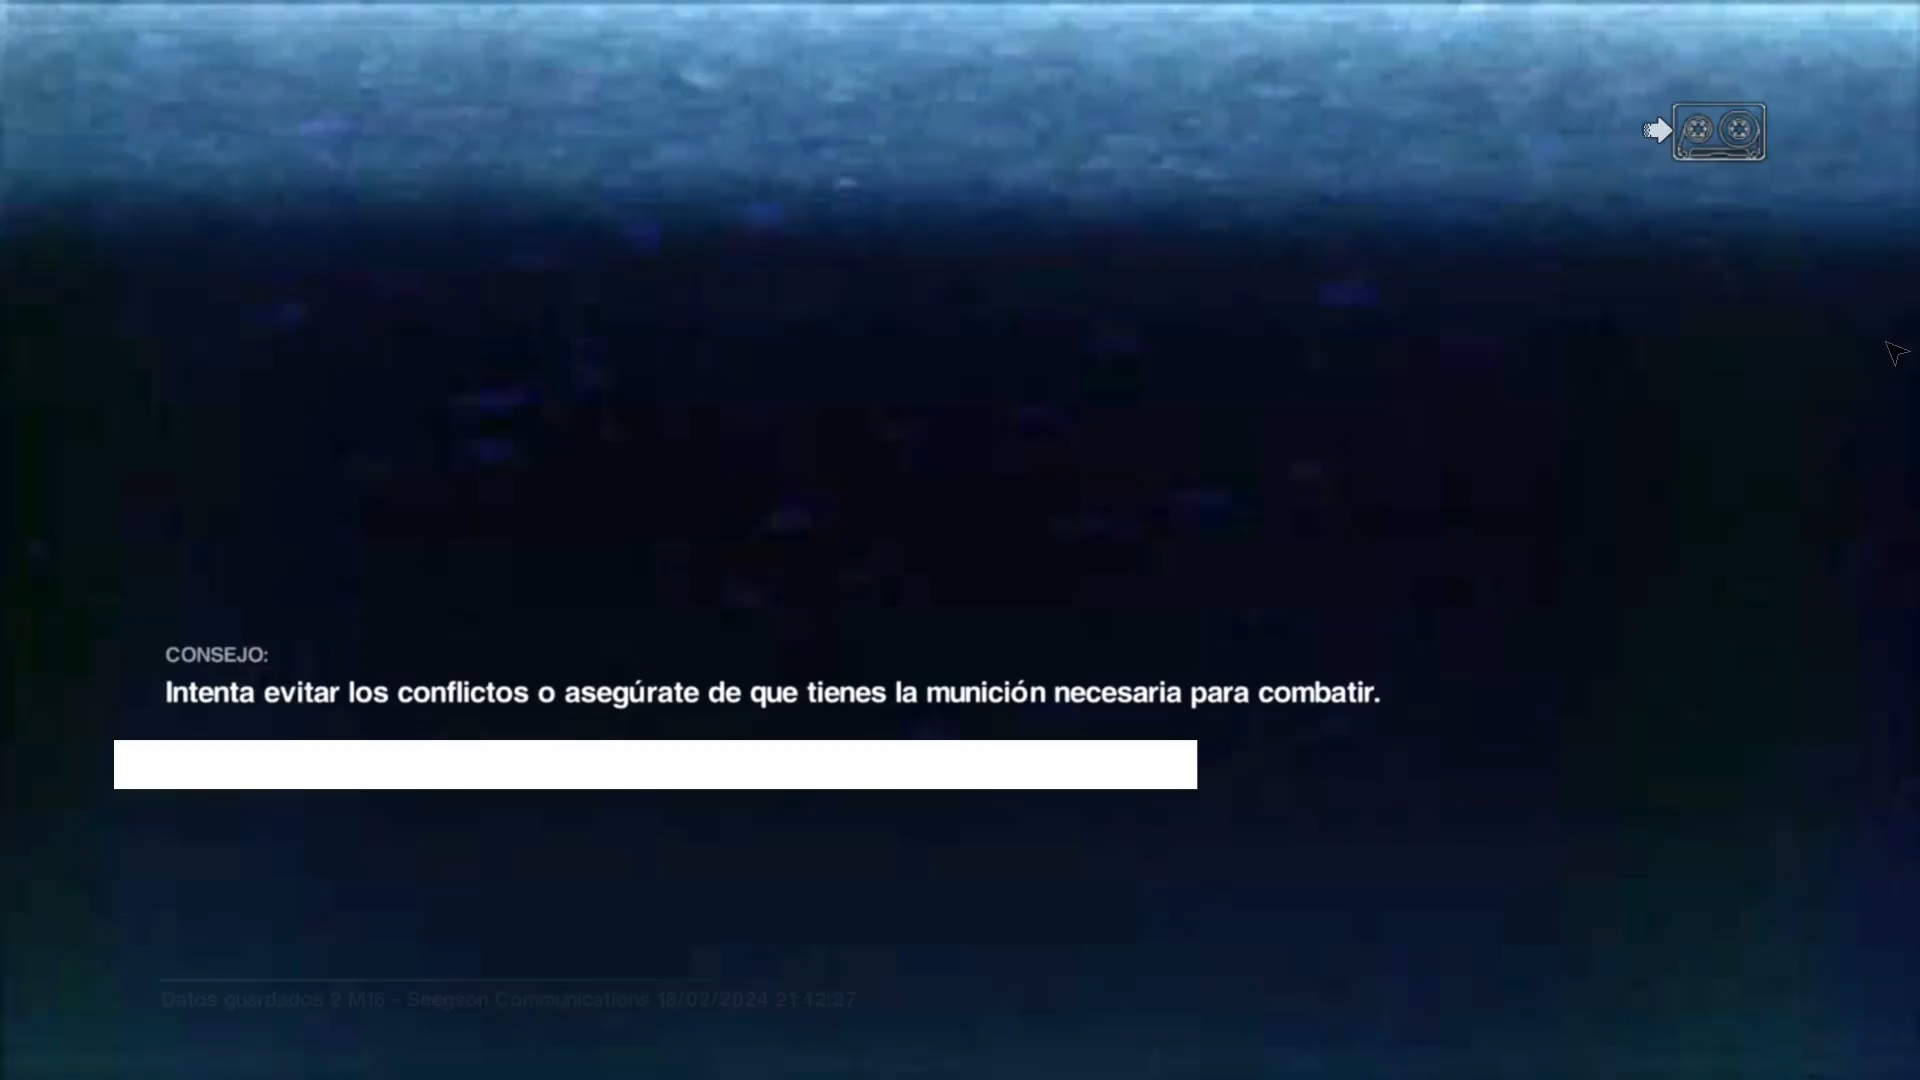 CONSEJO:
Intenta evitar los conflictos o asegúrate de que tienes la munición necesaria para combatir.
Datos guardados 2 M16 - Seegson Communications 18/02/2024 21:42:27